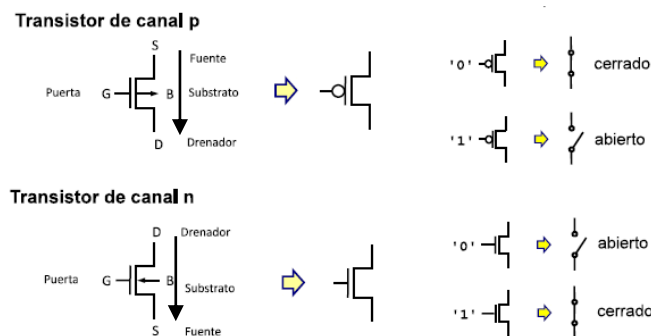 Transistor de canal p
S
Fuente
Puerta G B Substrato
D
Drenador
'0' cerrado
'1' abierto
Transistor de canal n
D Drenador
Puerta G B Substrato
S Fuente
'0' abierto
'1' cerrado